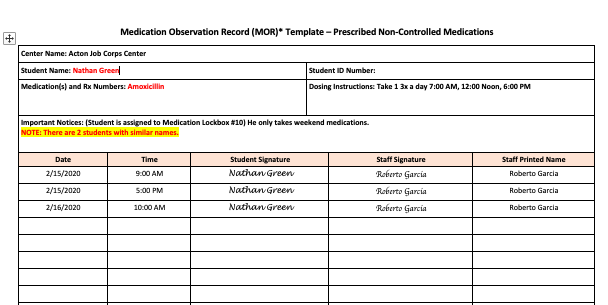 Medication Observation Record (MOR)* Template – Prescribed Non-Controlled Medications
Center Name: Acton Job Corps Center
Student Name: Nathan Green
Student ID Number:
Medication(s) and Rx Numbers: Amoxicillin
Dosing Instructions: Take 1 3x a day 7:00 AM, 12:00 Noon, 6:00 PM
Important Notices: (Student is assigned to Medication Lockbox #10) He only takes weekend medications.
NOTE: There are 2 students with similar names.
Date Time Student Signature Staff Signature Staff Printed Name
2/15/2020 9:00 AM Nathan Green Roberto Garcia Roberto Garcia
2/15/2020 5:00 PM Nathan Green Roberto Garcia Roberto Garcia
2/16/2020 10:00 AM Nathan Green Roberto Garcia Roberto Garcia